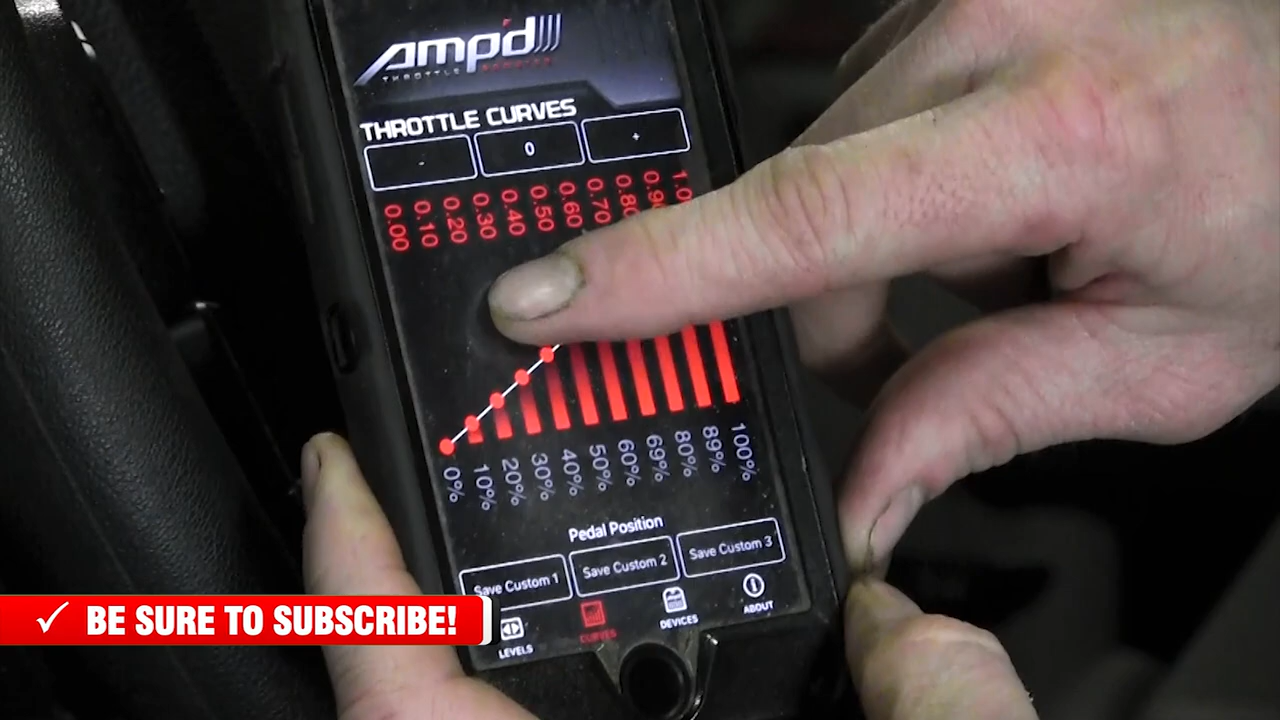 Amp'd
THROTTLE BOOSTER
THROTTLE CURVES
- 0 +
0.00 0.10 0.20 0.30 0.40 0.50 0.60 0.70
0% 10% 20% 30% 40% 50% 60% 69% 80% 89% 100%
Pedal Position
Save Custom 1 Save Custom 2 Save Custom 3
LEVELS CURVES DEVICES ABOUT
✓ BE SURE TO SUBSCRIBE!